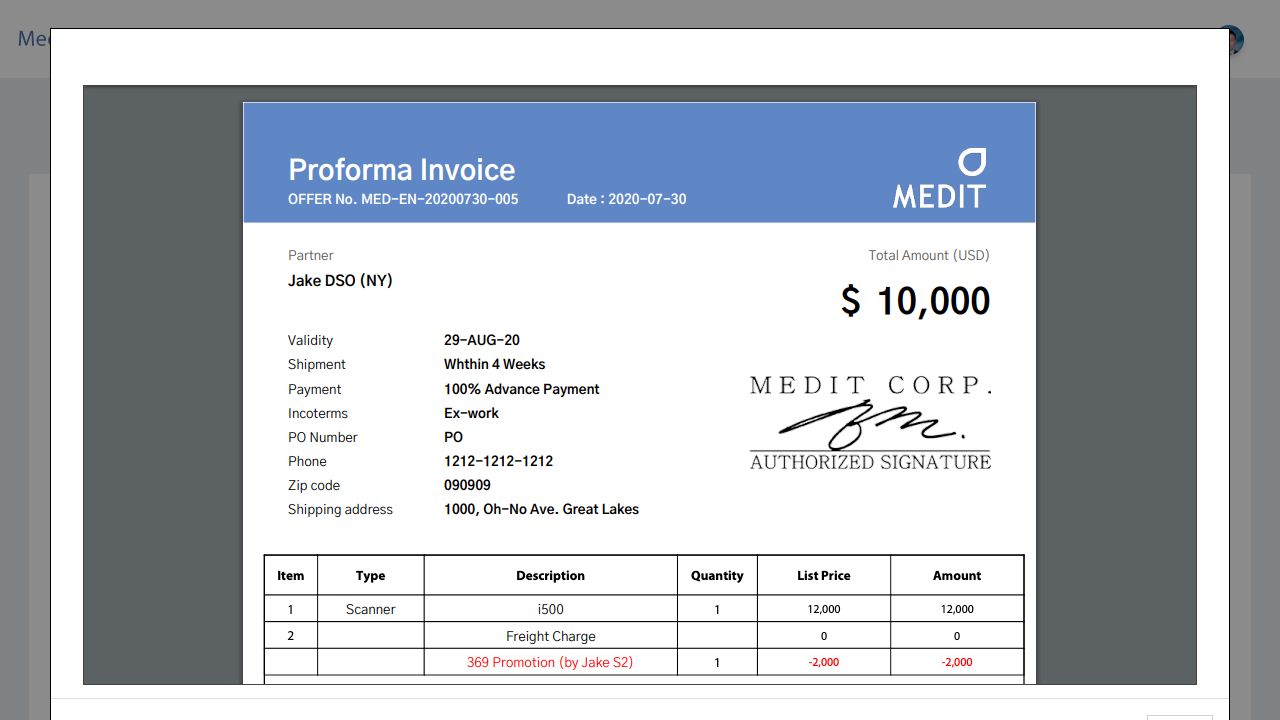 Me
Proforma Invoice
OFFER No. MED-EN-20200730-005 Date : 2020-07-30
MEDIT
Partner
Total Amount (USD)
Jake DSO (NY)
$ 10,000
Validity 29-AUG-20
Shipment Whthin 4 Weeks
Payment 100% Advance Payment
Incoterms Ex-work
PO Number PO
Phone 1212-1212-1212
Zip code 090909
Shipping address 1000, Oh-No Ave. Great Lakes
MEDIT CORP.
AUTHORIZED SIGNATURE
Item Type Description Quantity List Price Amount
1 Scanner i500 1 12,000 12,000
2 Freight Charge 0 0
369 Promotion (by Jake S2) 1 -2,000 -2,000